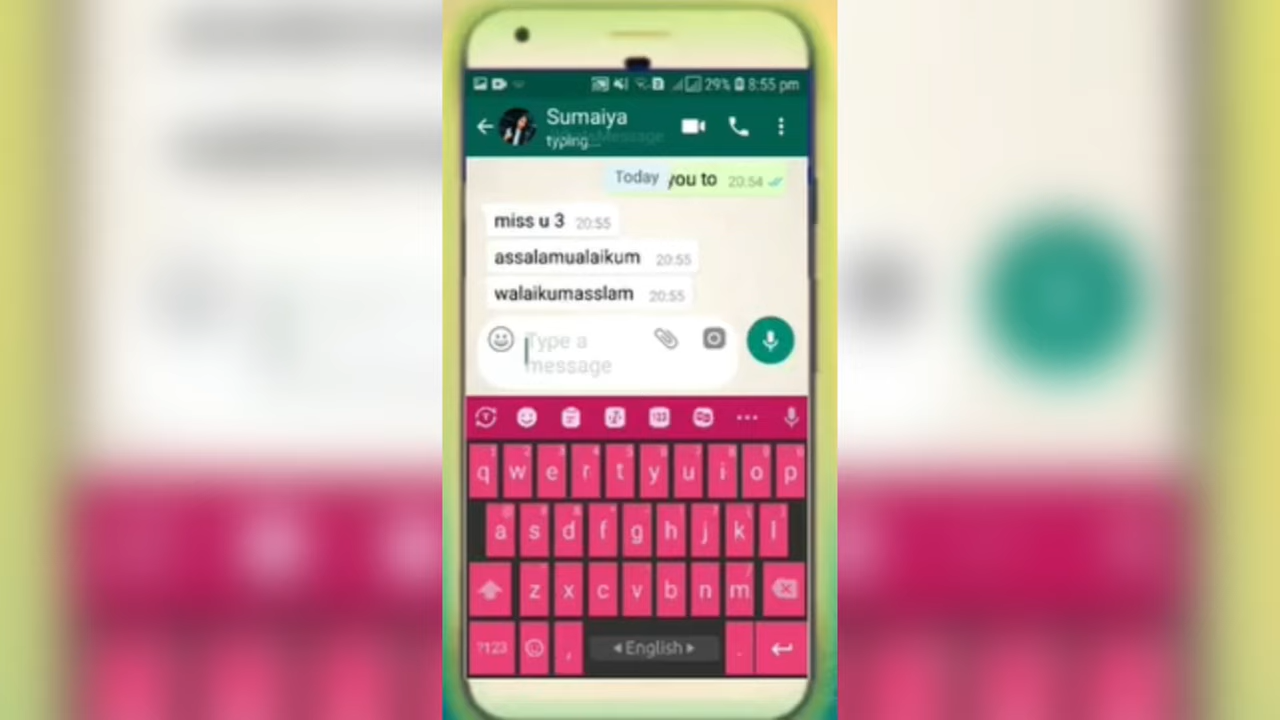 29% 8:55 pm
Sumaiya
typing...
Today you to 20:54
miss u 3 20:55
assalamualaikum 20:55
walaikumasslam 20:55
Type a
message
q w e r t y u i o p
a s d f g h j k l
z x c v b n m
?123 , English .